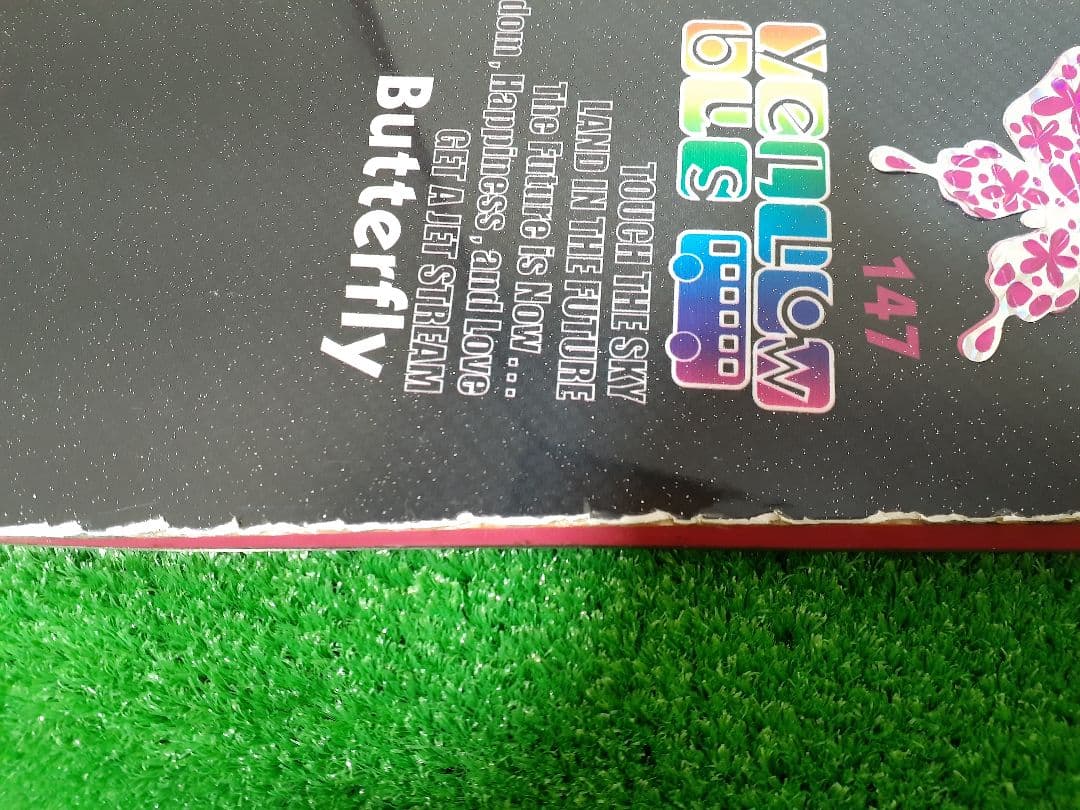 147
YeLLow
bus
TOUCH THE SKY
LAND IN THE FUTURE
The Future is Now . . .
dom , Happiness , and Love
GET A JET STREAM
Butterfly